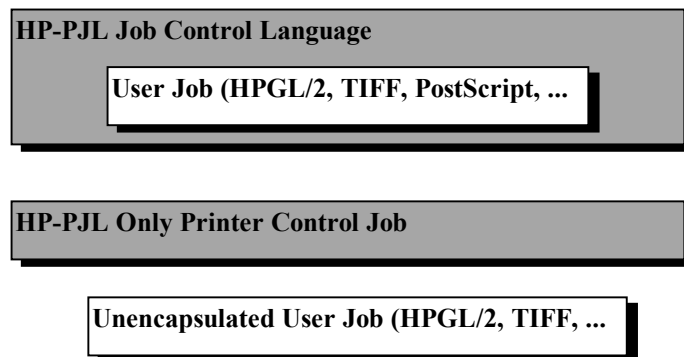 HP-PJL Job Control Language
User Job (HPGL/2, TIFF, PostScript, ...
HP-PJL Only Printer Control Job
Unencapsulated User Job (HPGL/2, TIFF, ...